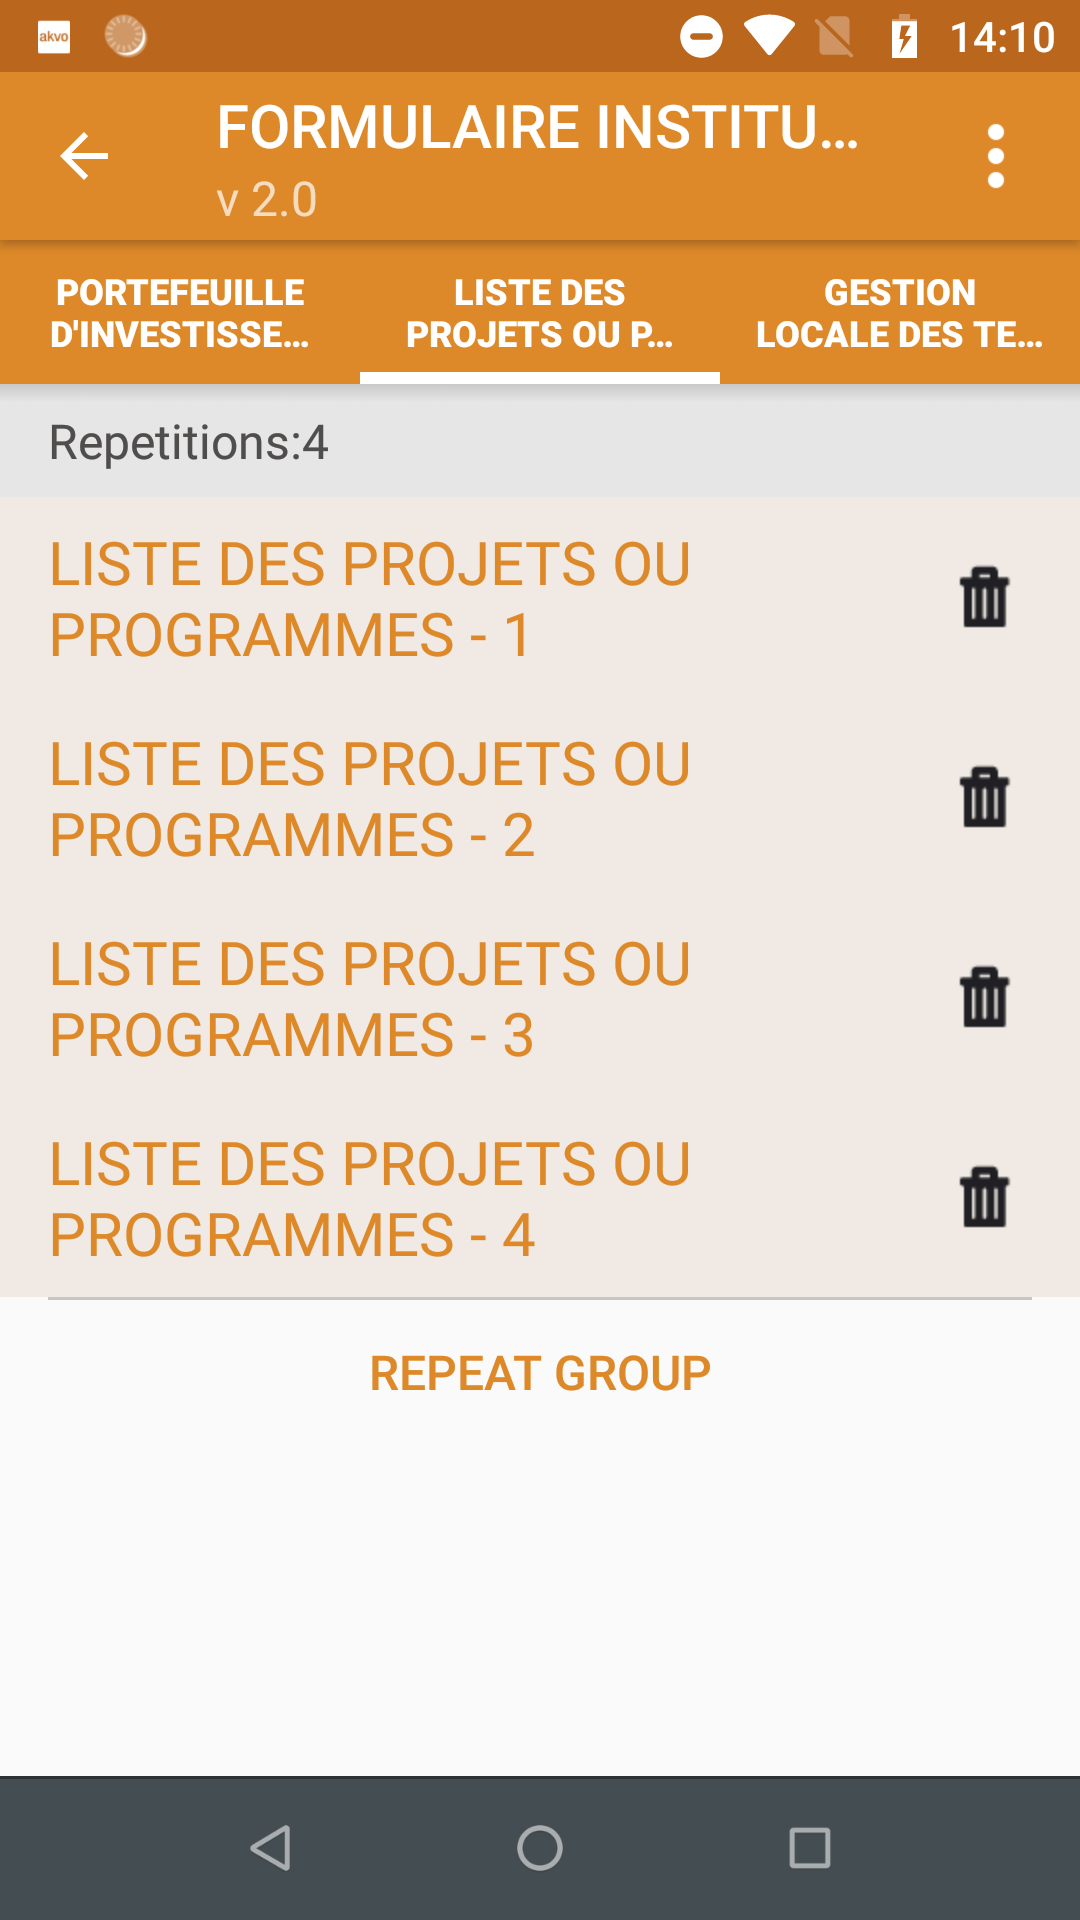 akvo
14:10
FORMULAIRE INSTITU...
v 2.0
PORTEFEUILLE
D'INVESTISSE...
LISTE DES
PROJETS OU P...
GESTION
LOCALE DES TE...
Repetitions:4
LISTE DES PROJETS OU
PROGRAMMES - 1
LISTE DES PROJETS OU
PROGRAMMES - 2
LISTE DES PROJETS OU
PROGRAMMES - 3
LISTE DES PROJETS OU
PROGRAMMES - 4
REPEAT GROUP